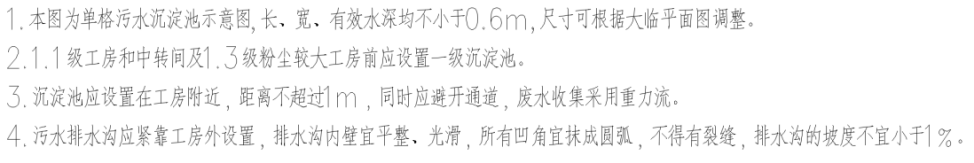 1.本图为单格污水沉淀池示意图,长、宽、有效水深均不小于0.6m,尺寸可根据大临平面图调整。
2.1.1级工房和中转间及1.3级粉尘较大工房前应设置一级沉淀池。
3.沉淀池应设置在工房附近,距离不超过1m,同时应避开通道,废水收集采用重力流。
4.污水排水沟应紧靠工房外设置,排水沟内壁宜平整、光滑,所有凹角宜抹成圆弧,不得有裂缝,排水沟的坡度不宜小于1%。